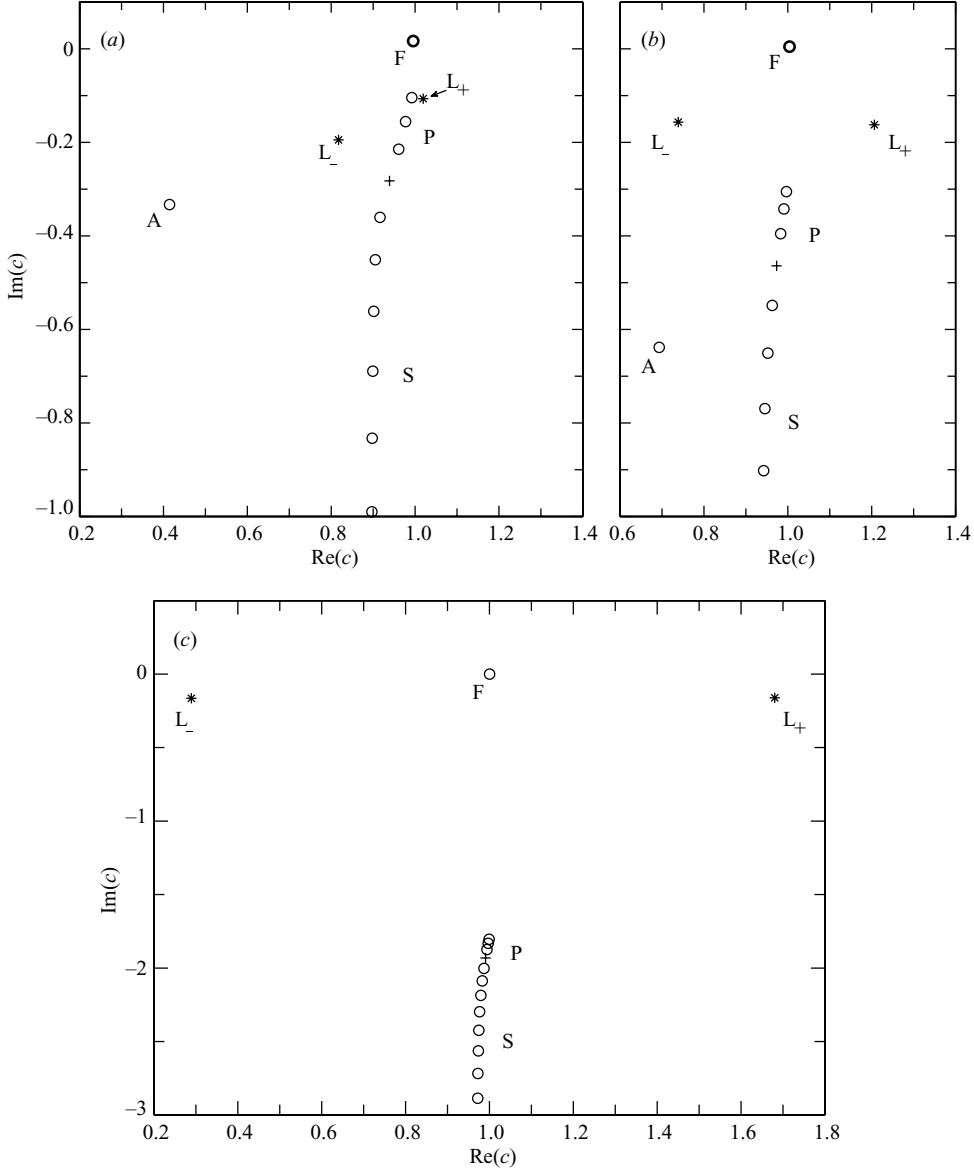 (a)
0
F
L+
–0.2
L–
P
A
–0.4
Im(c)
–0.6
S
–0.8
–1.0
0.2 0.4 0.6 0.8 1.0 1.2 1.4
Re(c)
(b)
F
L–
L+
P
A
S
0.6 0.8 1.0 1.2 1.4
Re(c)
(c)
0
F
L–
L+
–1
Im(c)
P
–2
S
–3
0.2 0.4 0.6 0.8 1.0 1.2 1.4 1.6 1.8
Re(c)